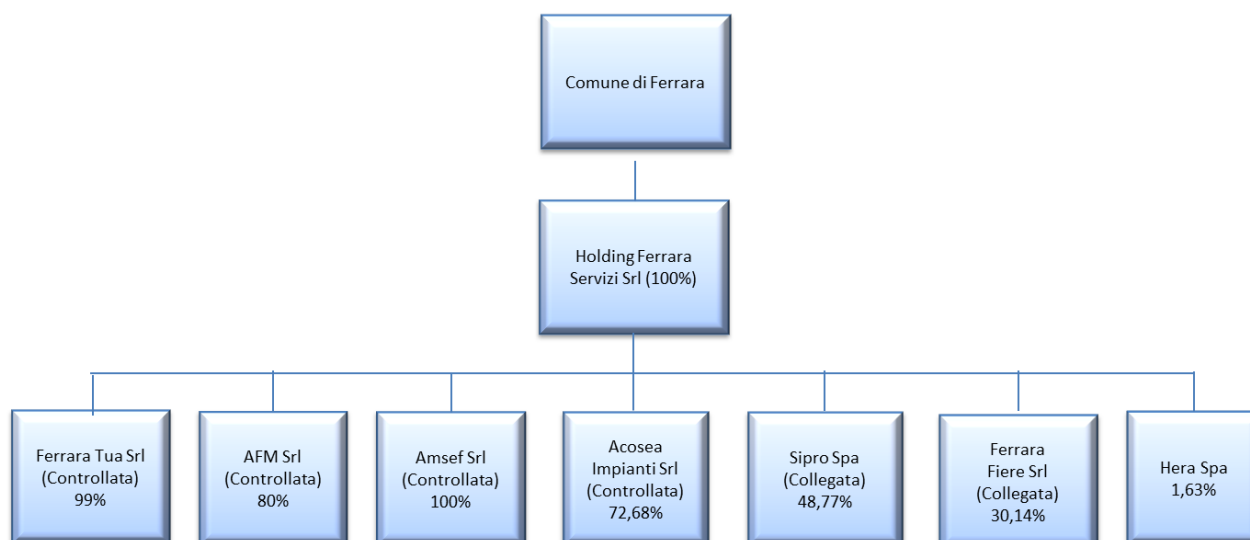 Comune di Ferrara
Holding Ferrara
Servizi Srl (100%)
Ferrara Tua Srl
(Controllata)
99%
AFM Srl
(Controllata)
80%
Amsef Srl
(Controllata)
100%
Acosea
Impianti Srl
(Controllata)
72,68%
Sipro Spa
(Collegata)
48,77%
Ferrara
Fiere Srl
(Collegata)
30,14%
Hera Spa
1,63%